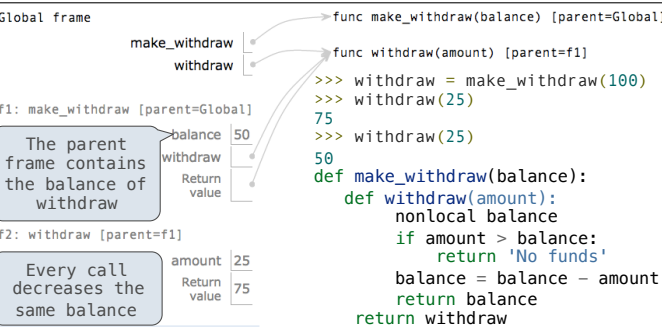 Global frame
make_withdraw
withdraw
func make_withdraw(balance) [parent=Global]
func withdraw(amount) [parent=f1]
>>> withdraw = make_withdraw(100)
>>> withdraw(25)
75
>>> withdraw(25)
50
f1: make_withdraw [parent=Global]
The parent
frame contains
the balance of
withdraw
balance 50
withdraw
Return
value
f2: withdraw [parent=f1]
Every call
decreases the
same balance
amount 25
Return
value 75
def make_withdraw(balance):
def withdraw(amount):
nonlocal balance
if amount > balance:
return 'No funds'
balance = balance − amount
return balance
return withdraw